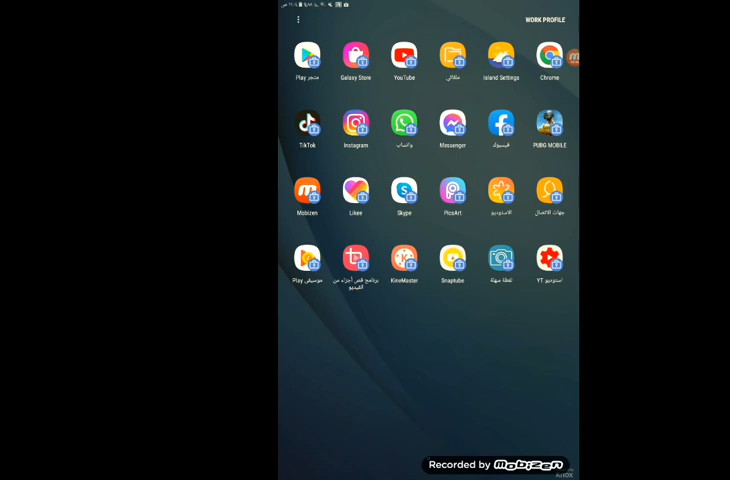 WORK PROFILE
متجر Play
Galaxy Store
YouTube
ملفاتي
Island Settings
Chrome
TikTok
Instagram
واتساب
Messenger
فيسبوك
PUBG MOBILE
Mobizen
Likee
Skype
PicsArt
الاستوديو
جهات الاتصال
موسيقى Play
برنامج قص أجزاء من
الفيديو
KineMaster
Snaptube
لقطة سهلة
استوديو YT
Recorded by mobizen